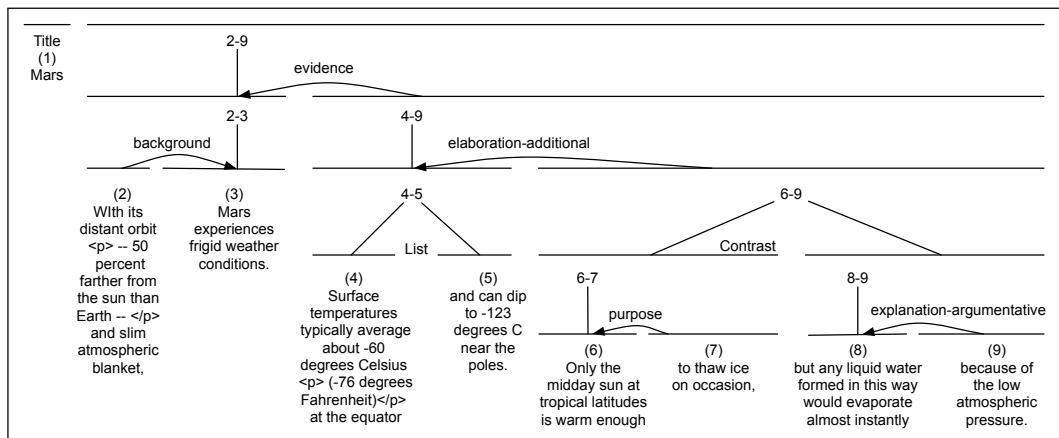 Title
(1)
Mars
2-9
evidence
2-3
4-9
background
elaboration-additional
(2)
WIth its
distant orbit
<p> -- 50
percent
farther from
the sun than
Earth -- </p>
and slim
atmospheric
blanket,
(3)
Mars
experiences
frigid weather
conditions.
4-5
List
6-9
Contrast
(4)
Surface
temperatures
typically average
about -60
degrees Celsius
<p> (-76 degrees
Fahrenheit)</p>
at the equator
(5)
and can dip
to -123
degrees C
near the
poles.
6-7
purpose
8-9
explanation-argumentative
(6)
Only the
midday sun at
tropical latitudes
is warm enough
(7)
to thaw ice
on occasion,
(8)
but any liquid water
formed in this way
would evaporate
almost instantly
(9)
because of
the low
atmospheric
pressure.